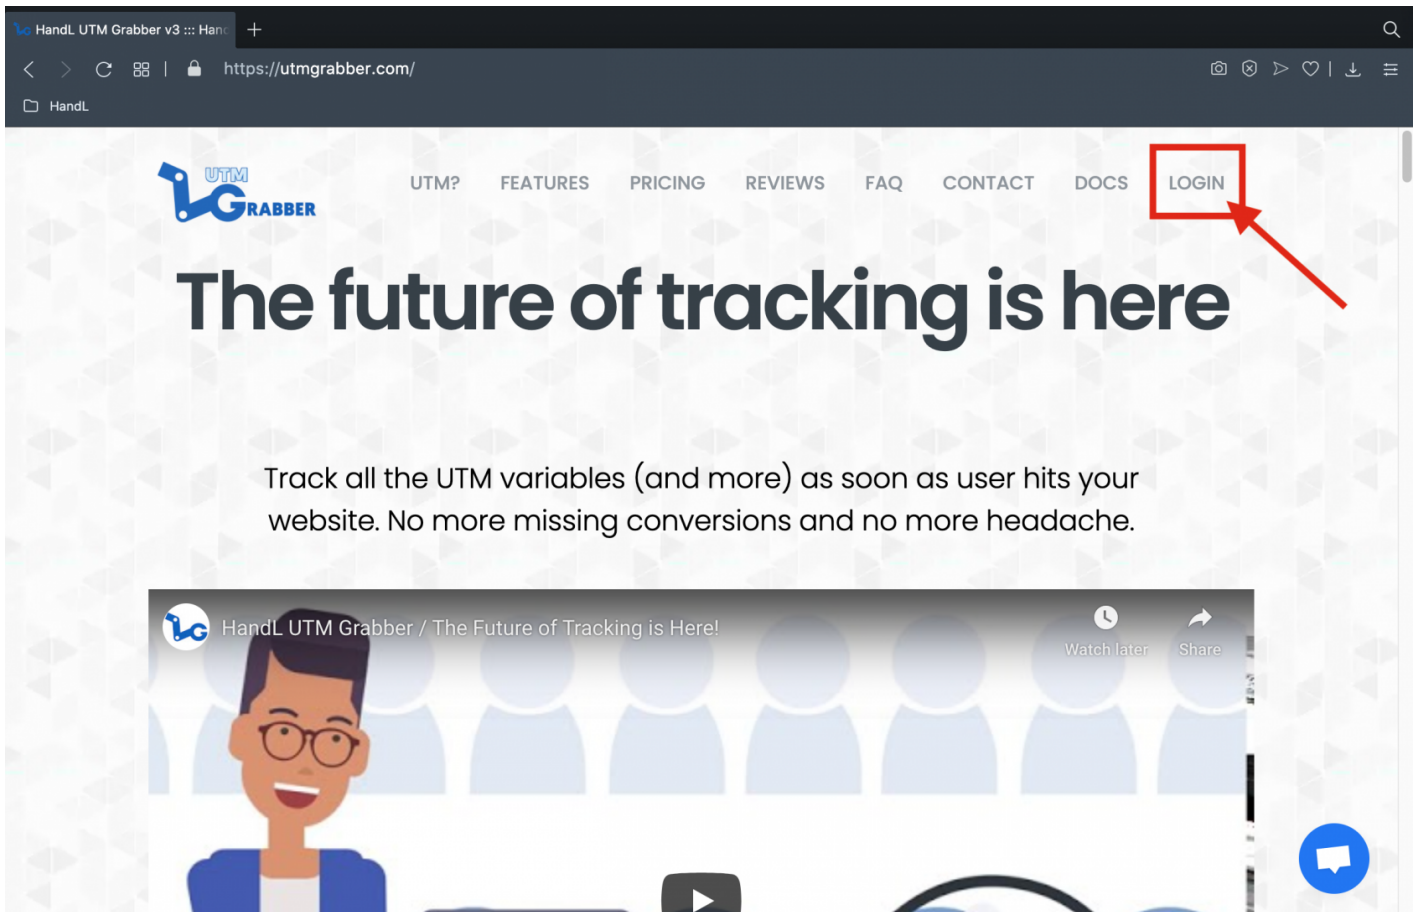 HandL UTM Grabber v3 ::: Han
https://utmgrabber.com/
HandL
UTM
GRABBER
UTM?
FEATURES
PRICING
REVIEWS
FAQ
CONTACT
DOCS
LOGIN
The future of tracking is here
Track all the UTM variables (and more) as soon as user hits your
website. No more missing conversions and no more headache.
HandL UTM Grabber / The Future of Tracking is Here!
Watch later
Share